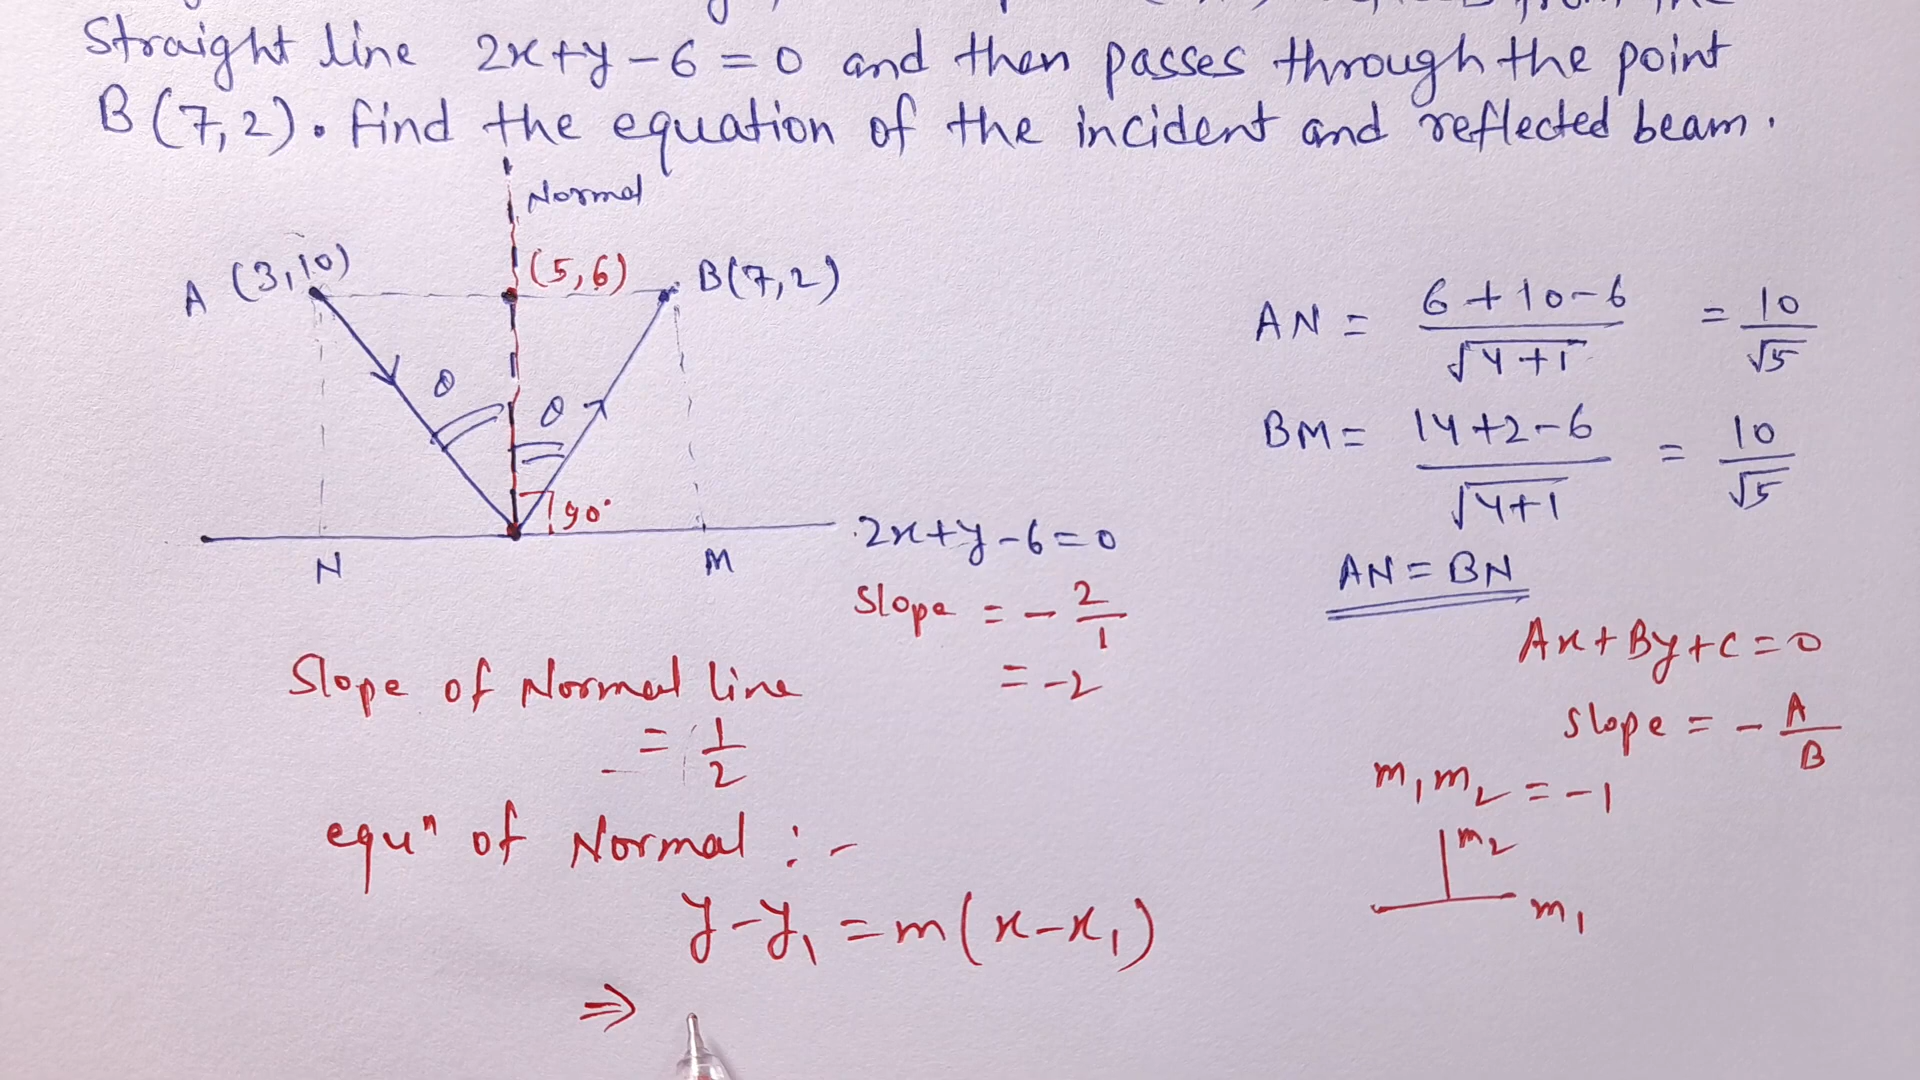 Straight line 2x+y-6=0 and then passes through the point
B(7,2). Find the equation of the incident and reflected beam.
Normal
A (3,10)
(5,6)
B(7,2)
θ
θ
90°
N
M
2x+y-6=0
Slope = - 2/1
= -2
AN = (6+10-6)/√(4+1) = 10/√5
BM = (14+2-6)/√(4+1) = 10/√5
AN = BN
Ax+By+C=0
Slope = - A/B
m₁m₂ = -1
m₂
m₁
Slope of Normal line
= 1/2
equⁿ of Normal :-
y-y₁ = m(x-x₁)
⇒